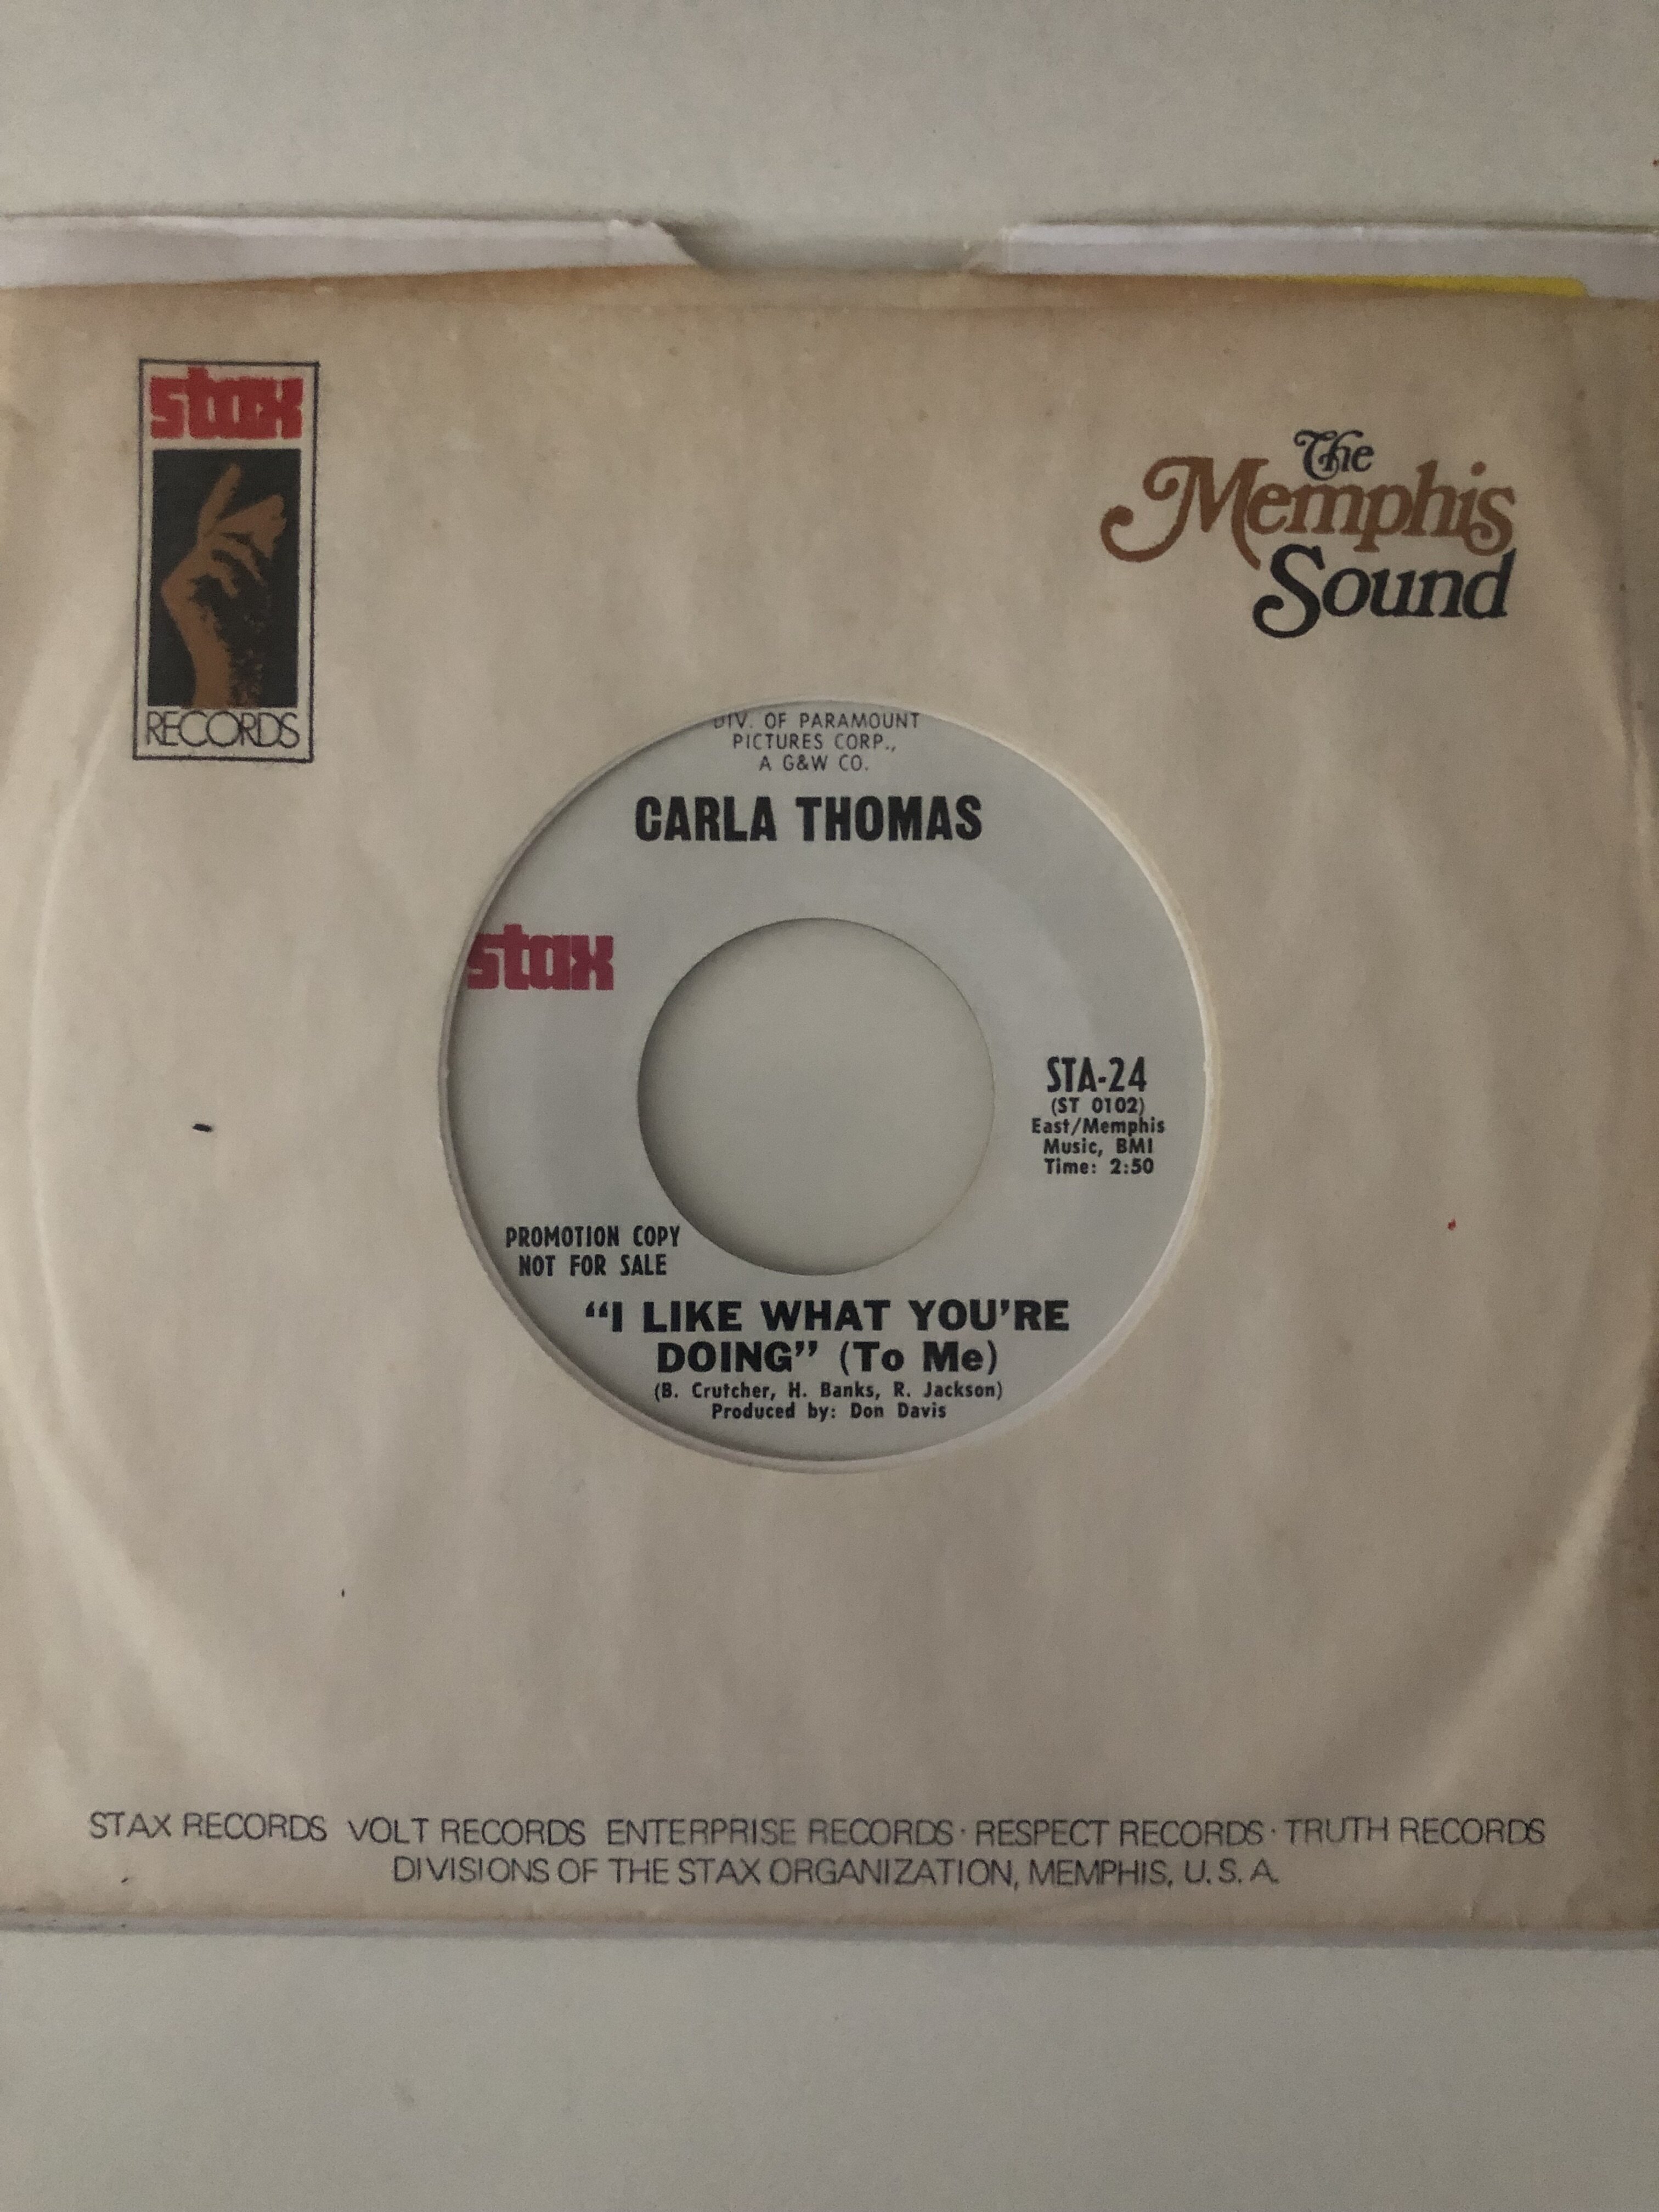 stax
RECORDS
The
Memphis
Sound
DIV. OF PARAMOUNT
PICTURES CORP.,
A G&W CO.
CARLA THOMAS
stax
STA-24
(ST 0102)
East/Memphis
Music, BMI
Time: 2:50
PROMOTION COPY
NOT FOR SALE
“I LIKE WHAT YOU’RE
DOING” (To Me)
(B. Crutcher, H. Banks, R. Jackson)
Produced by: Don Davis
STAX RECORDS VOLT RECORDS ENTERPRISE RECORDS · RESPECT RECORDS · TRUTH RECORDS
DIVISIONS OF THE STAX ORGANIZATION, MEMPHIS, U.S.A.